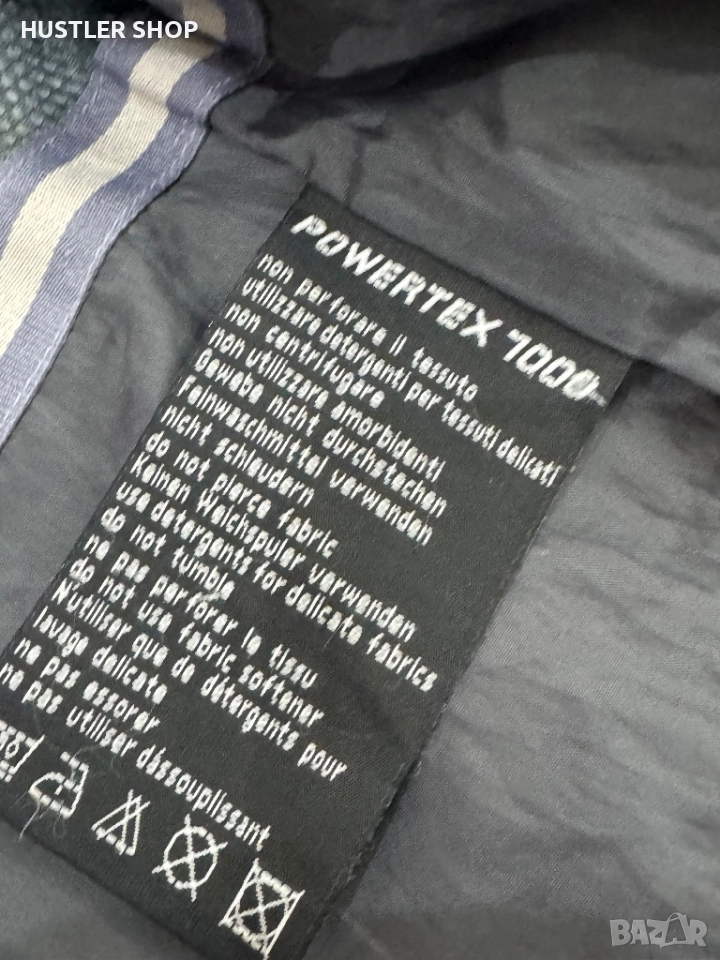 HUSTLER SHOP
POWERTEX 7000
non perforare il tessuto
utilizzare detergenti per tessuti delicati
non centrifugare
non utilizzare amorbidenti
Gewebe nicht durchstechen
Feinwaschmittel verwenden
nicht schleudern
do not pierce fabric
Keinen Weichspuler verwenden
use detergents for delicate fabrics
do not tumble
ne pas perforer le tissu
do not use fabric softener
N'utiliser que de détergents pour
lavage delicate
ne pas essorer
ne pas utiliser dássouplissant
BAZAR